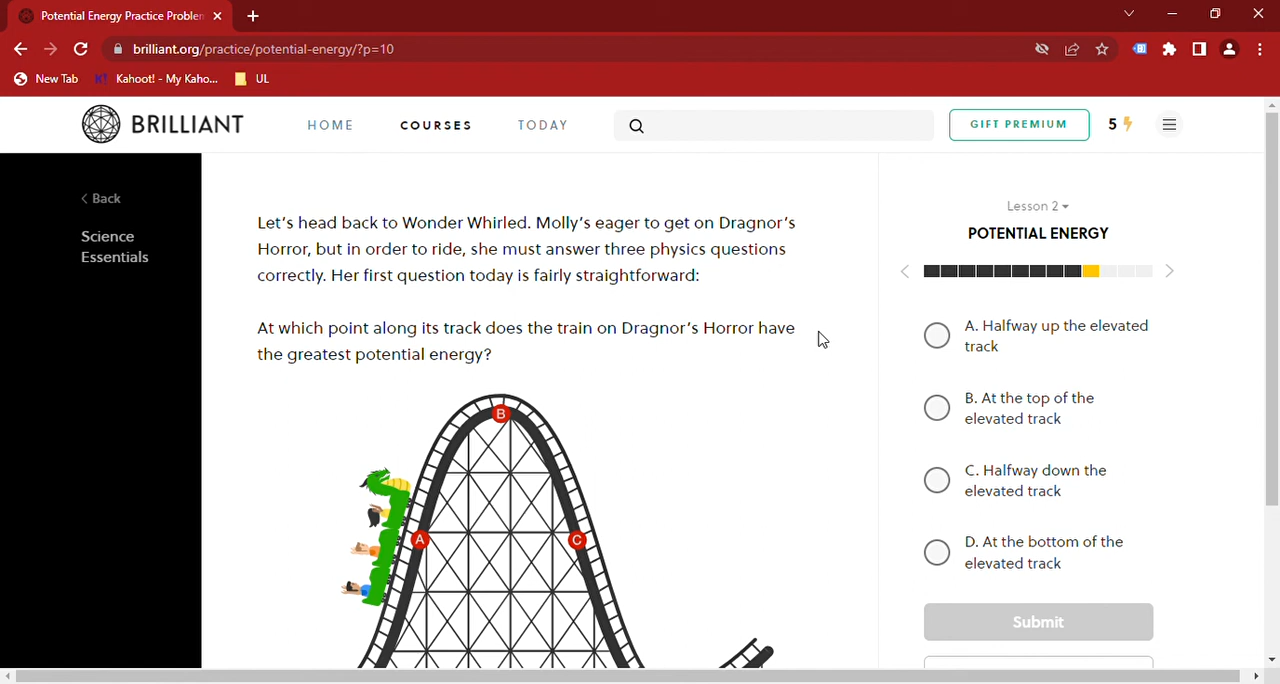 Potential Energy Practice Problem
brilliant.org/practice/potential-energy/?p=10
New Tab
K! Kahoot! - My Kaho...
UL
BRILLIANT
HOME
COURSES
TODAY
GIFT PREMIUM
5
< Back
Science
Essentials
Let's head back to Wonder Whirled. Molly's eager to get on Dragnor's
Horror, but in order to ride, she must answer three physics questions
correctly. Her first question today is fairly straightforward:
At which point along its track does the train on Dragnor's Horror have
the greatest potential energy?
B
A
C
Lesson 2
POTENTIAL ENERGY
A. Halfway up the elevated
track
B. At the top of the
elevated track
C. Halfway down the
elevated track
D. At the bottom of the
elevated track
Submit